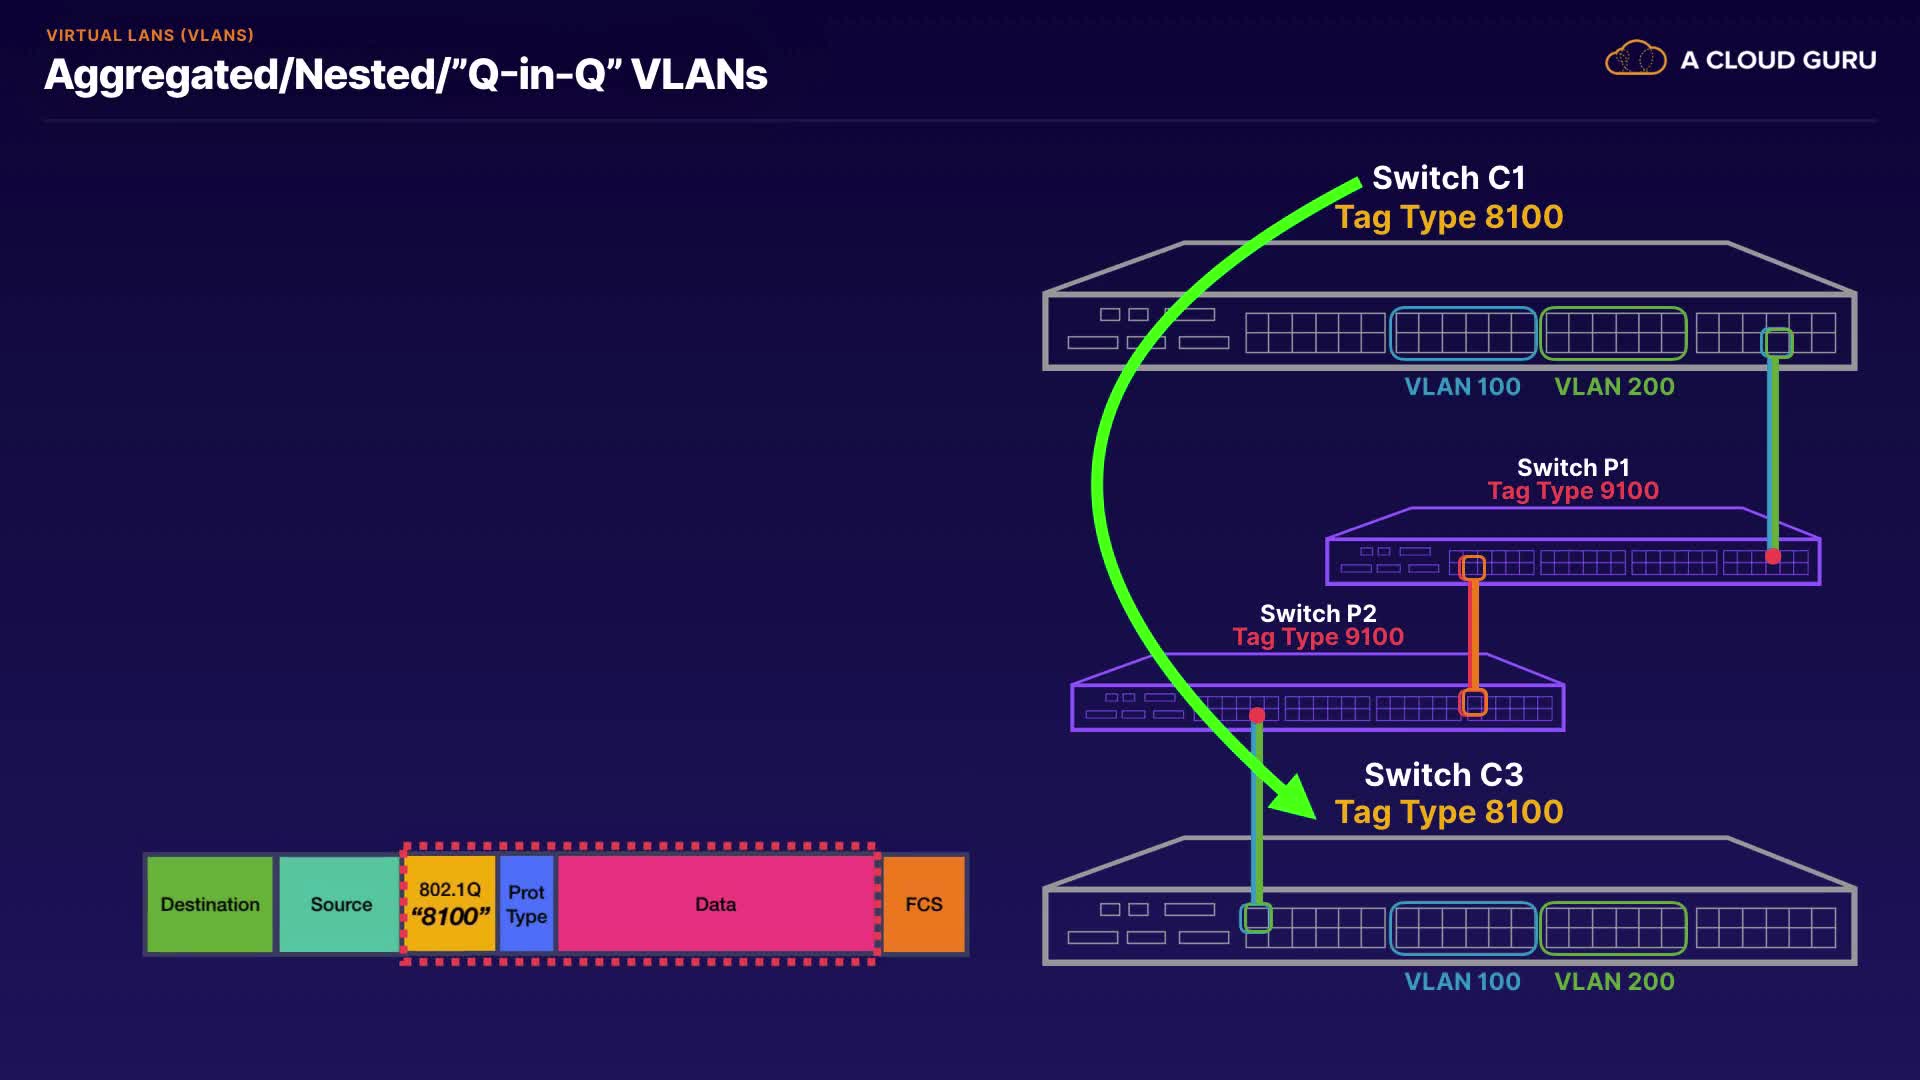 VIRTUAL LANS (VLANS)
Aggregated/Nested/”Q-in-Q” VLANs
A CLOUD GURU
Switch C1
Tag Type 8100
VLAN 100
VLAN 200
Switch P1
Tag Type 9100
Switch P2
Tag Type 9100
Switch C3
Tag Type 8100
VLAN 100
VLAN 200
Destination
Source
802.1Q
“8100”
Prot
Type
Data
FCS